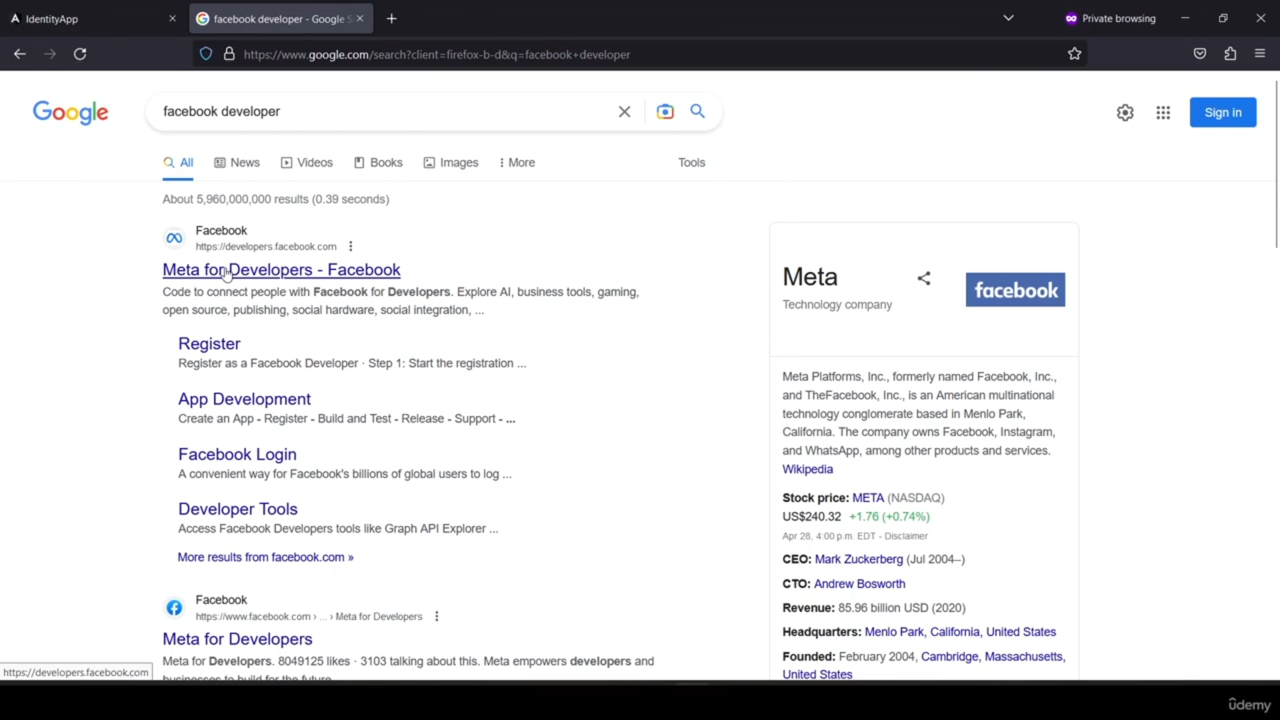 IdentityApp
facebook developer - Google S
Private browsing
https://www.google.com/search?client=firefox-b-d&q=facebook+developer
Google
facebook developer
Sign in
All
News
Videos
Books
Images
More
Tools
About 5,960,000,000 results (0.39 seconds)
Facebook
https://developers.facebook.com
Meta for Developers - Facebook
Code to connect people with Facebook for Developers. Explore AI, business tools, gaming,
open source, publishing, social hardware, social integration, ...
Register
Register as a Facebook Developer · Step 1: Start the registration ...
App Development
Create an App - Register - Build and Test - Release - Support - ...
Facebook Login
A convenient way for Facebook's billions of global users to log ...
Developer Tools
Access Facebook Developers tools like Graph API Explorer ...
More results from facebook.com »
Facebook
https://www.facebook.com › ... › Meta for Developers
Meta for Developers
Meta for Developers. 8049125 likes · 3103 talking about this. Meta empowers developers and
businesses to build for the future.
Meta
Technology company
facebook
Meta Platforms, Inc., formerly named Facebook, Inc.,
and TheFacebook, Inc., is an American multinational
technology conglomerate based in Menlo Park,
California. The company owns Facebook, Instagram,
and WhatsApp, among other products and services.
Wikipedia
Stock price: META (NASDAQ)
US$240.32 +1.76 (+0.74%)
Apr 28, 4:00 p.m. EDT - Disclaimer
CEO: Mark Zuckerberg (Jul 2004–)
CTO: Andrew Bosworth
Revenue: 85.96 billion USD (2020)
Headquarters: Menlo Park, California, United States
Founded: February 2004, Cambridge, Massachusetts,
United States
https://developers.facebook.com
ûdemy